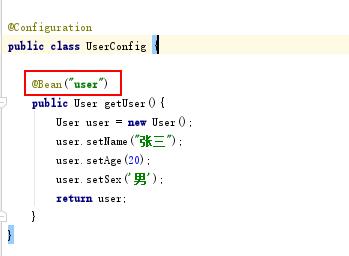 @Configuration
public class UserConfig {
@Bean("user")
public User getUser(){
User user = new User();
user.setName("张三");
user.setAge(20);
user.setSex('男');
return user;
}
}